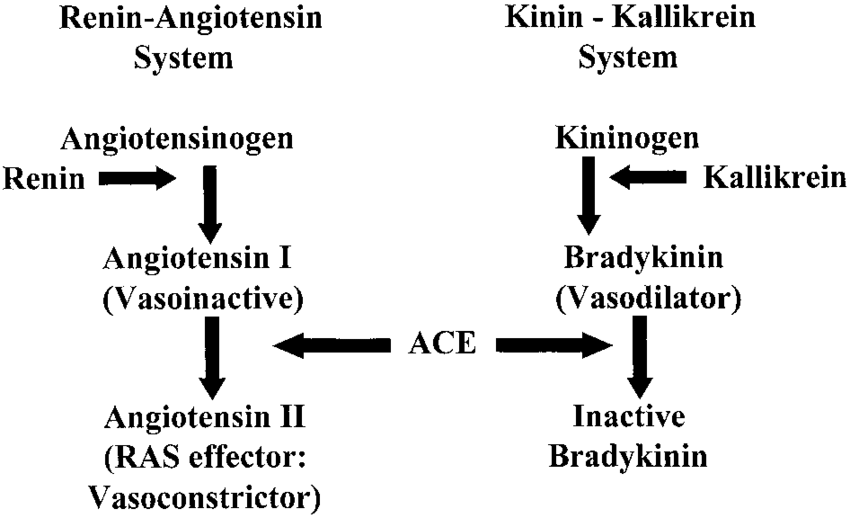 Renin-Angiotensin
System
Kinin - Kallikrein
System
Angiotensinogen
Renin
Angiotensin I
(Vasoinactive)
Kininogen
Kallikrein
Bradykinin
(Vasodilator)
ACE
Angiotensin II
(RAS effector:
Vasoconstrictor)
Inactive
Bradykinin